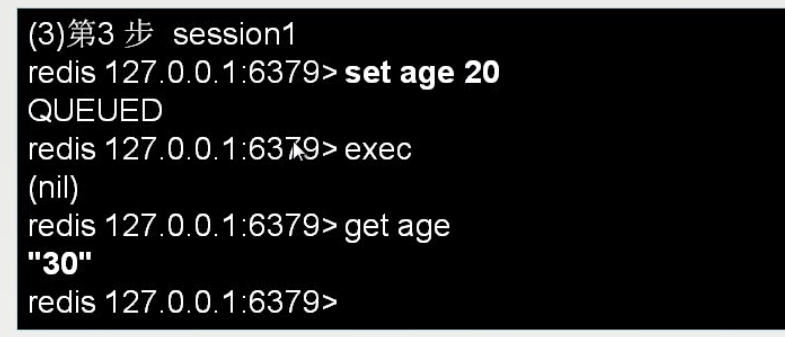 (3)第3 步 session1
redis 127.0.0.1:6379> set age 20
QUEUED
redis 127.0.0.1:6379> exec
(nil)
redis 127.0.0.1:6379> get age
"30"
redis 127.0.0.1:6379>